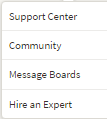 Support Center
Community
Message Boards
Hire an Expert